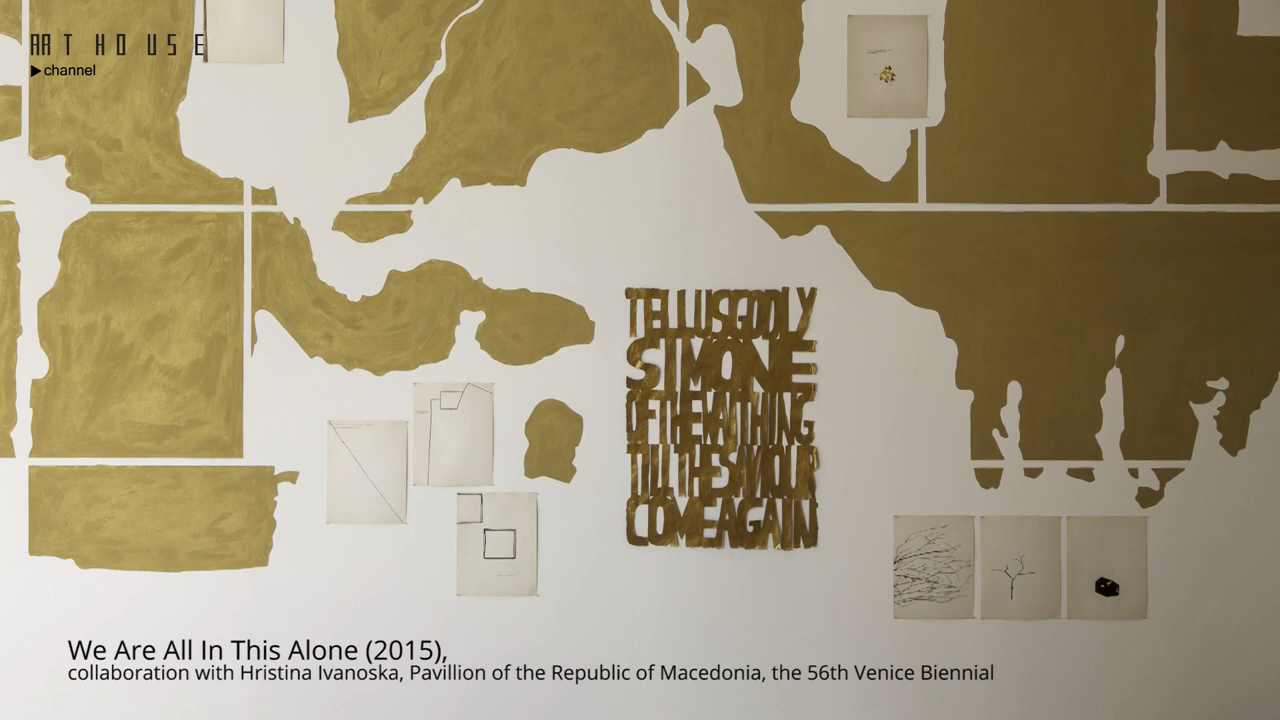 ART HOUSE
▶channel
TELL US GODLY
SIMONE
OF THE WAITHING
TILL THE SAVIOUR
COME AGAIN
We Are All In This Alone (2015),
collaboration with Hristina Ivanoska, Pavillion of the Republic of Macedonia, the 56th Venice Biennial